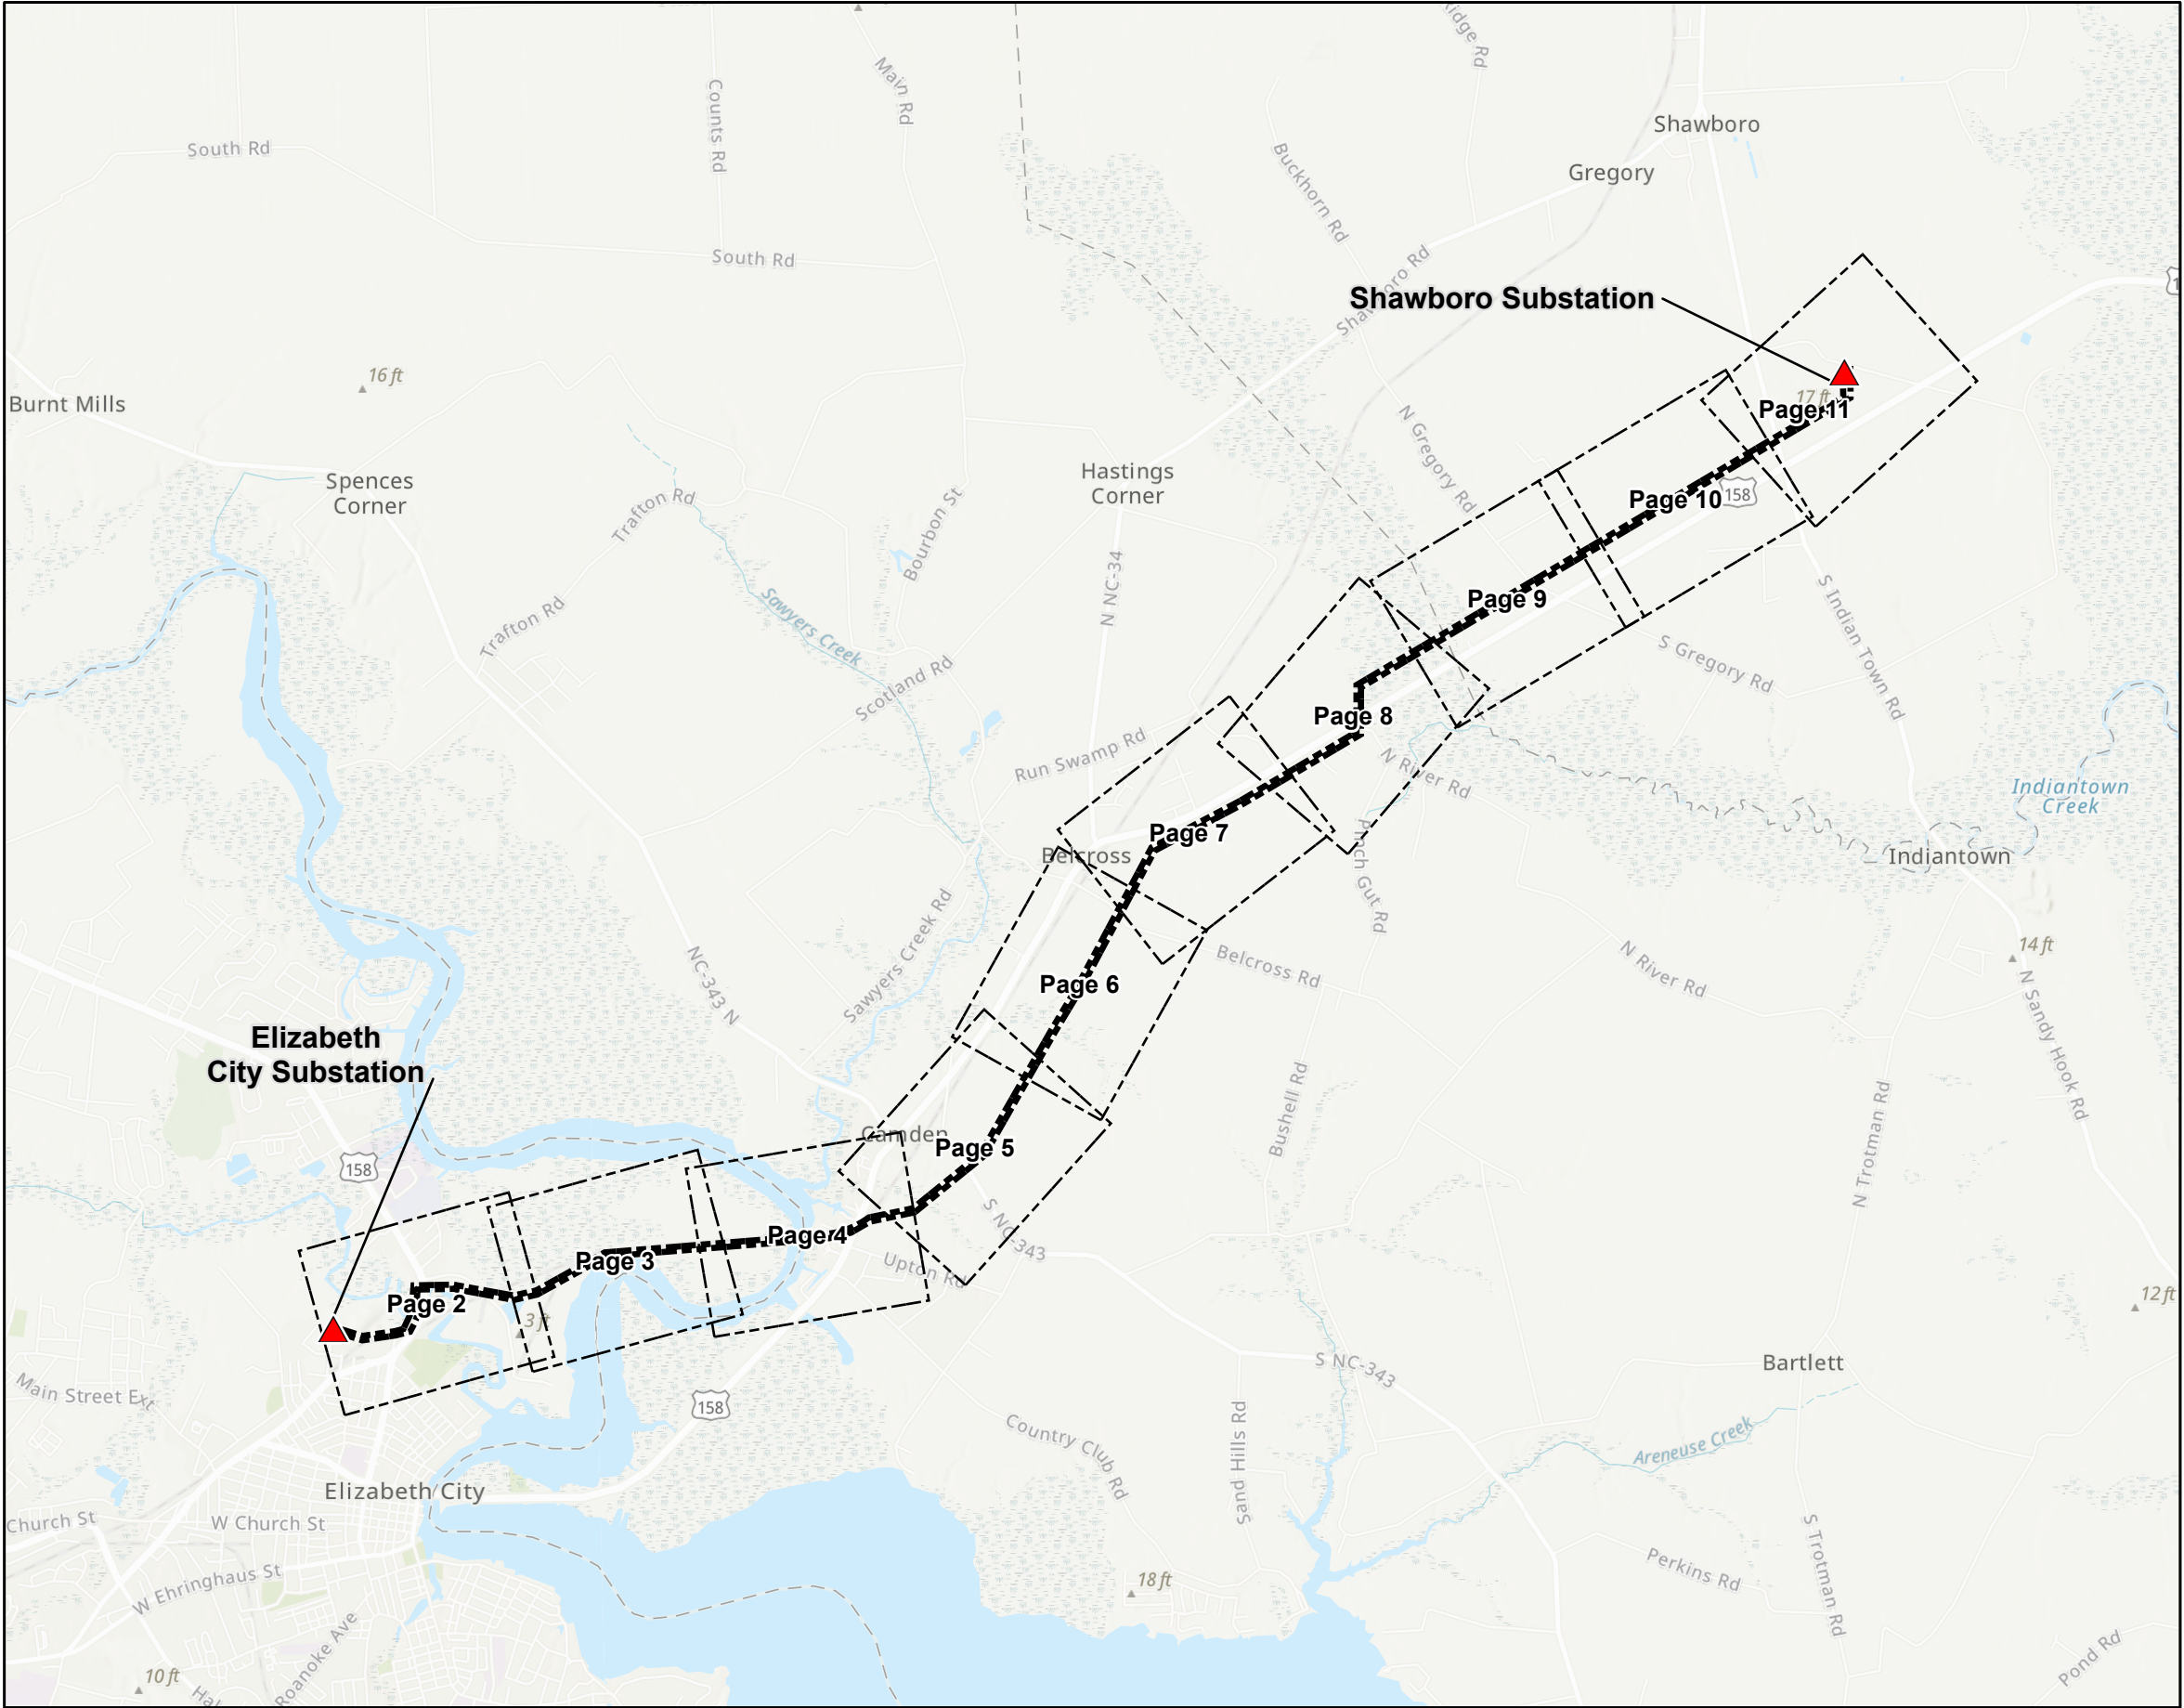 Ridge Rd
Main Rd
Counts Rd
Shawboro
South Rd
Gregory
Buckhorn Rd
South Rd
Shawboro Rd
Shawboro Substation
16 ft
17 ft
Burnt Mills
Page 11
N Gregory Rd
Spences
Corner
Hastings
Corner
Trafton Rd
Page 10
158
Bourbon St
N NC-34
Page 9
Sawyers Creek
Trafton Rd
S Indian Town Rd
S Gregory Rd
Scotland Rd
Page 8
Run Swamp Rd
N River Rd
Indiantown
Creek
Page 7
Belcross
Indiantown
Pinch Gut Rd
Sawyers Creek Rd
14 ft
Belcross Rd
N River Rd
Page 6
NC-343 N
N Sandy Hook Rd
Elizabeth
City Substation
Bushell Rd
Camden
Page 5
N Trotman Rd
158
S NC-343
Page 4
Page 3
Upton Rd
Page 2
3 ft
12 ft
Bartlett
S NC-343
Main Street Ext
158
Country Club Rd
Sand Hills Rd
Areneuse Creek
Elizabeth City
Church St
W Church St
S Trotman Rd
Perkins Rd
W Ehringhaus St
18 ft
Roanoke Ave
Pond Rd
10 ft